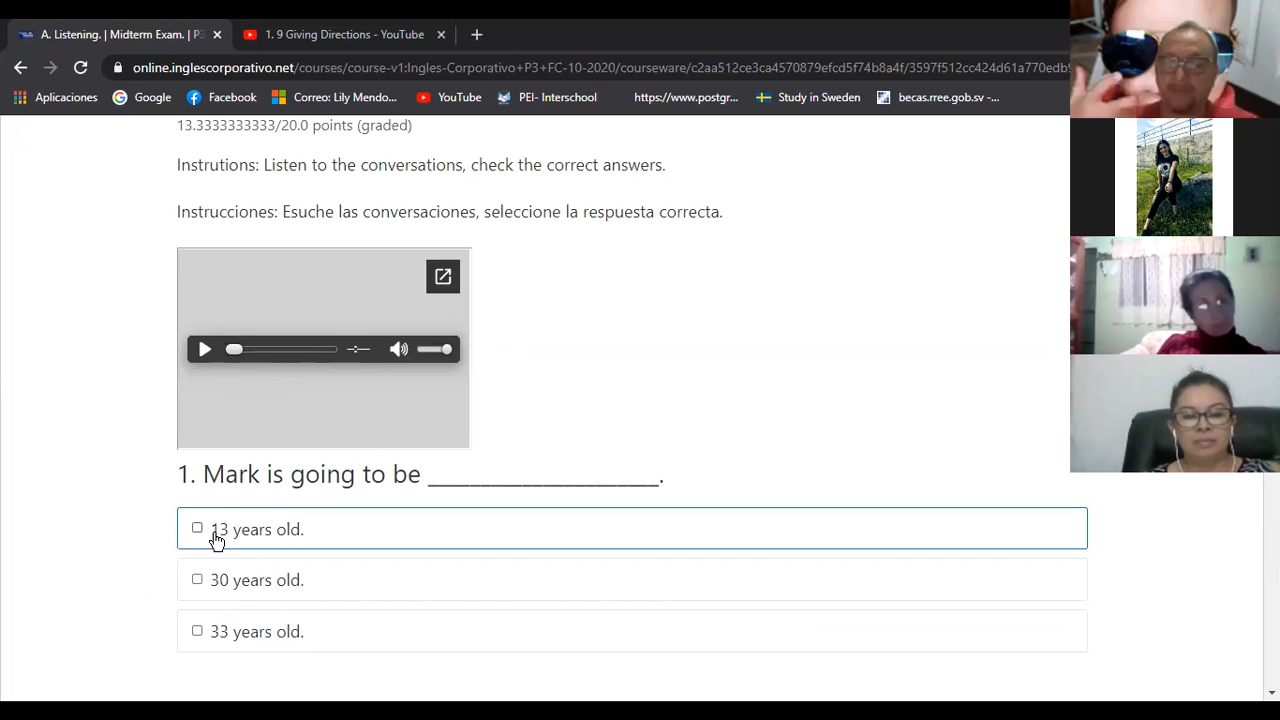 A. Listening. | Midterm Exam. | P3
1. 9 Giving Directions - YouTube
online.inglescorporativo.net/courses/course-v1:Ingles-Corporativo+P3+FC-10-2020/courseware/c2aa512ce3ca4590879efcd5f74b8a4f/3597f512cc424d61a770edb9
Aplicaciones Google Facebook Correo: Lily Mendo... YouTube PEI- Interschool https://www.postgr... Study in Sweden becas.rree.gob.sv –...
13.3333333333/20.0 points (graded)
Instrutions: Listen to the conversations, check the correct answers.
Instrucciones: Esuche las conversaciones, seleccione la respuesta correcta.
1. Mark is going to be ____________________.
13 years old.
30 years old.
33 years old.